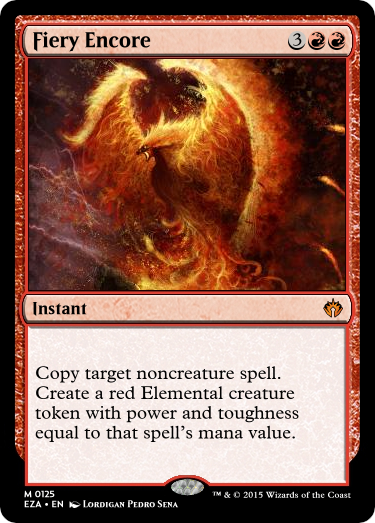 Fiery Encore 3
Instant
Copy target noncreature spell.
Create a red Elemental creature
token with power and toughness
equal to that spell's mana value.
M 0125
EZA • EN Lordigan Pedro Sena
™ & © 2015 Wizards of the Coast